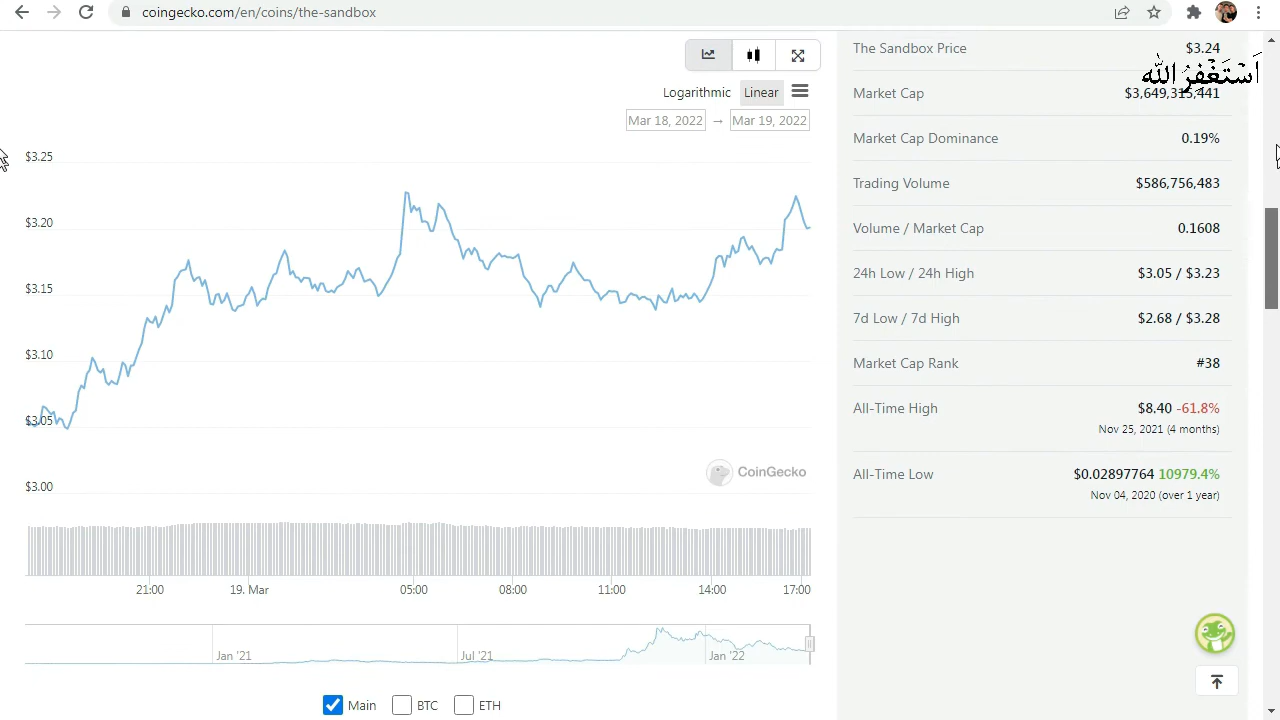 coingecko.com/en/coins/the-sandbox
Logarithmic Linear
Mar 18, 2022 → Mar 19, 2022
$3.25
$3.20
$3.15
$3.10
$3.05
$3.00
CoinGecko
21:00 19. Mar 05:00 08:00 11:00 14:00 17:00
Jan '21 Jul '21 Jan '22
Main BTC ETH
The Sandbox Price $3.24
اَسْتَغْفِرُ اللّٰه
Market Cap $3,649,315,441
Market Cap Dominance 0.19%
Trading Volume $586,756,483
Volume / Market Cap 0.1608
24h Low / 24h High $3.05 / $3.23
7d Low / 7d High $2.68 / $3.28
Market Cap Rank #38
All-Time High $8.40 -61.8%
Nov 25, 2021 (4 months)
All-Time Low $0.02897764 10979.4%
Nov 04, 2020 (over 1 year)